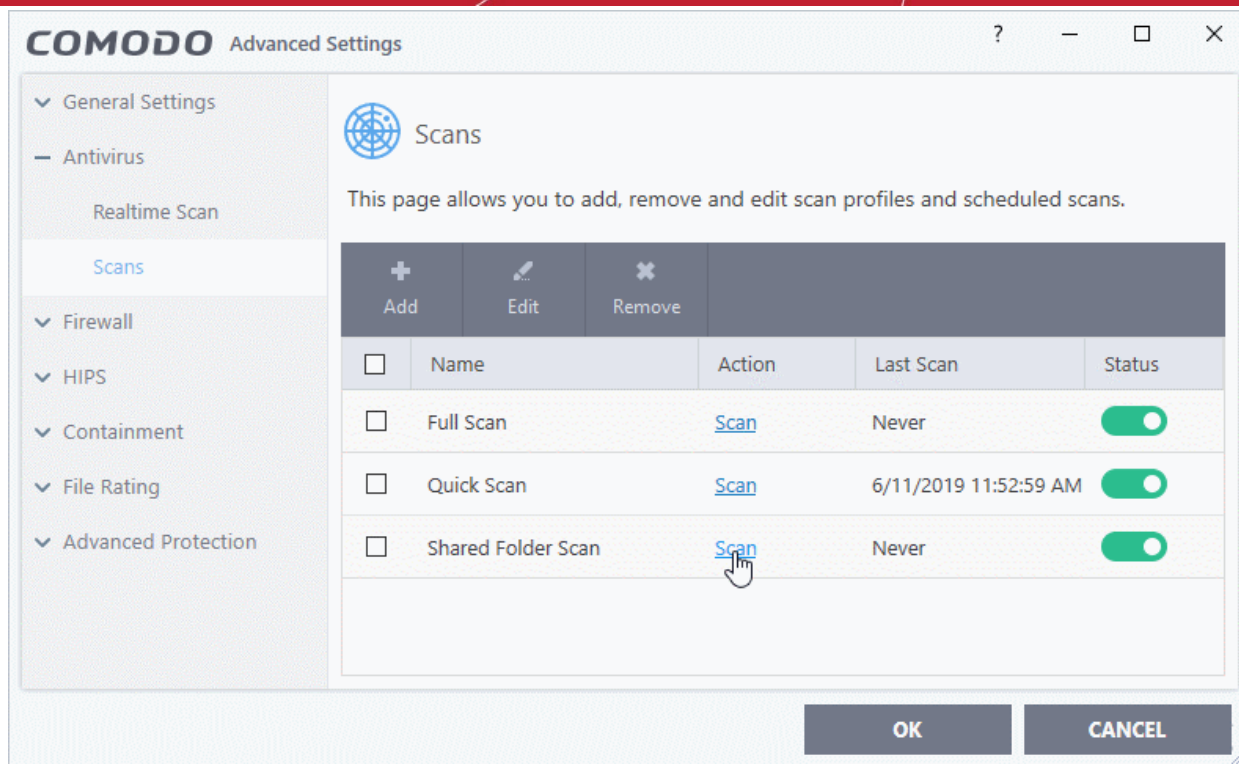 COMODO Advanced Settings ?
General Settings
Antivirus
Realtime Scan
Scans
Firewall
HIPS
Containment
File Rating
Advanced Protection
Scans
This page allows you to add, remove and edit scan profiles and scheduled scans.
Add Edit Remove
Name Action Last Scan Status
Full Scan Scan Never
Quick Scan Scan 6/11/2019 11:52:59 AM
Shared Folder Scan Scan Never
OK CANCEL